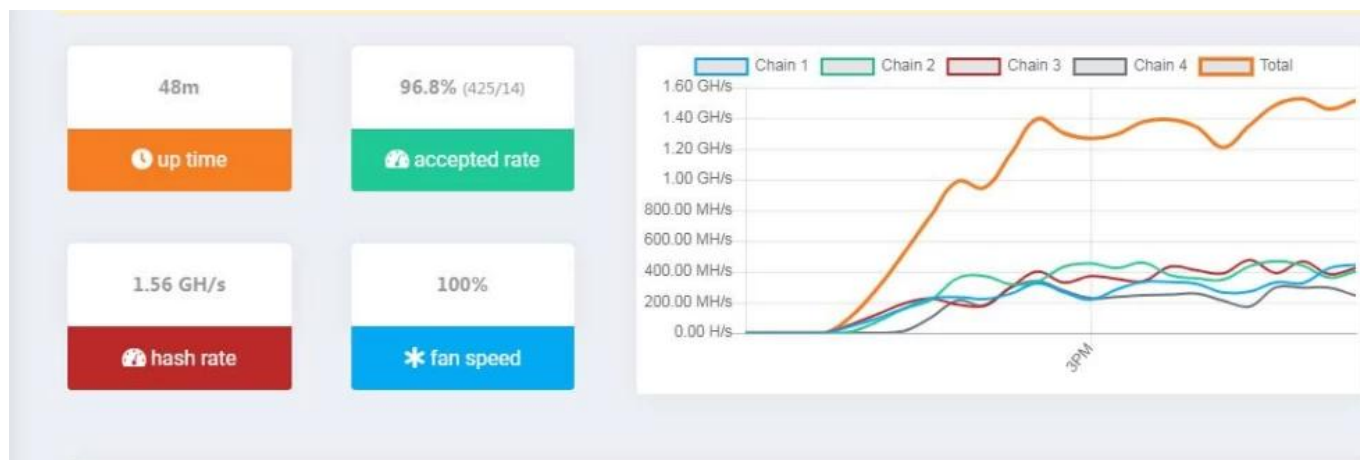 48m
up time
96.8% (425/14)
accepted rate
1.56 GH/s
hash rate
100%
fan speed
Chain 1 Chain 2 Chain 3 Chain 4 Total
1.60 GH/s
1.40 GH/s
1.20 GH/s
1.00 GH/s
800.00 MH/s
600.00 MH/s
400.00 MH/s
200.00 MH/s
0.00 H/s
3PM